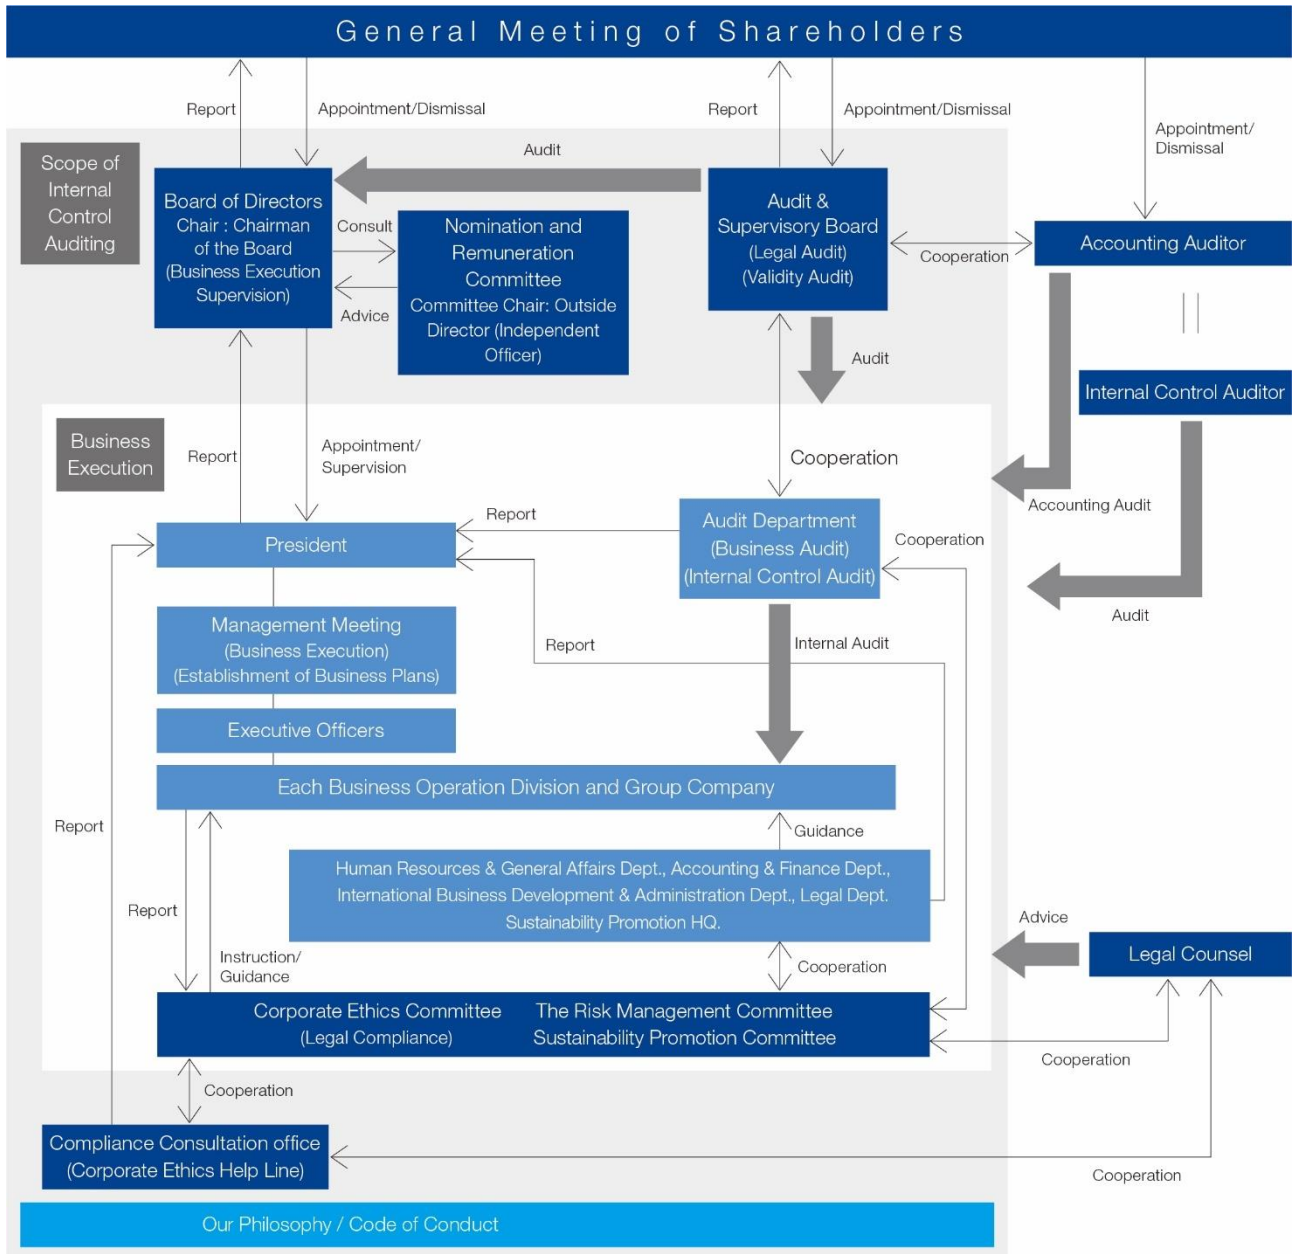 General Meeting of Shareholders
Report
Appointment/Dismissal
Report
Appointment/Dismissal
Appointment/
Dismissal
Scope of
Internal
Control
Auditing
Audit
Board of Directors
Chair : Chairman
of the Board
(Business Execution
Supervision)
Consult
Advice
Nomination and
Remuneration
Committee
Committee Chair: Outside
Director (Independent
Officer)
Audit &
Supervisory Board
(Legal Audit)
(Validity Audit)
Cooperation
Accounting Auditor
Audit
Internal Control Auditor
Business
Execution
Report
Appointment/
Supervision
Cooperation
Accounting Audit
Report
Audit Department
(Business Audit)
(Internal Control Audit)
Cooperation
President
Audit
Management Meeting
(Business Execution)
(Establishment of Business Plans)
Report
Internal Audit
Executive Officers
Each Business Operation Division and Group Company
Report
Guidance
Human Resources & General Affairs Dept., Accounting & Finance Dept.,
International Business Development & Administration Dept., Legal Dept.
Sustainability Promotion HQ.
Report
Instruction/
Guidance
Cooperation
Advice
Legal Counsel
Corporate Ethics Committee
(Legal Compliance)
The Risk Management Committee
Sustainability Promotion Committee
Cooperation
Cooperation
Compliance Consultation office
(Corporate Ethics Help Line)
Cooperation
Our Philosophy / Code of Conduct